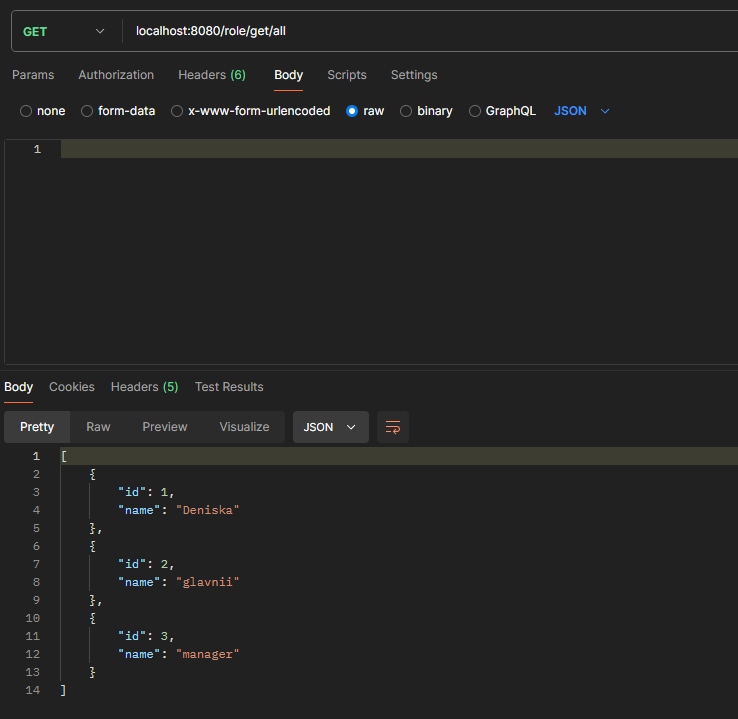 GET localhost:8080/role/get/all
Params Authorization Headers (6) Body Scripts Settings
none form-data x-www-form-urlencoded raw binary GraphQL JSON
1
Body Cookies Headers (5) Test Results
Pretty Raw Preview Visualize JSON
1 [
2 {
3 "id": 1,
4 "name": "Deniska"
5 },
6 {
7 "id": 2,
8 "name": "glavnii"
9 },
10 {
11 "id": 3,
12 "name": "manager"
13 }
14 ]